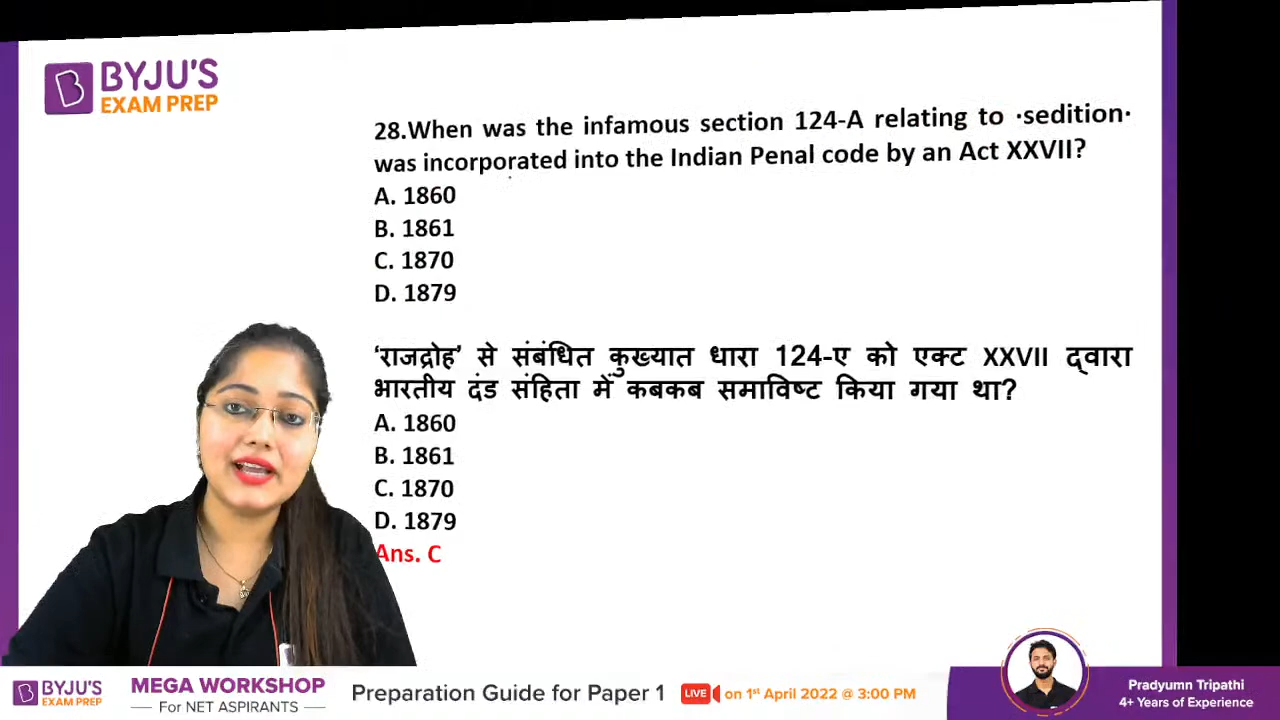 BYJU'S
EXAM PREP
28.When was the infamous section 124-A relating to ·sedition·
was incorporated into the Indian Penal code by an Act XXVII?
A. 1860
B. 1861
C. 1870
D. 1879
‘राजद्रोह’ से संबंधित कुख्यात धारा 124-ए को एक्ट XXVII द्वारा
भारतीय दंड संहिता में कबकब समाविष्ट किया गया था?
A. 1860
B. 1861
C. 1870
D. 1879
Ans. C
BYJU'S
EXAM PREP
MEGA WORKSHOP
For NET ASPIRANTS
Preparation Guide for Paper 1 LIVE on 1st April 2022 @ 3:00 PM
Pradyumn Tripathi
4+ Years of Experience